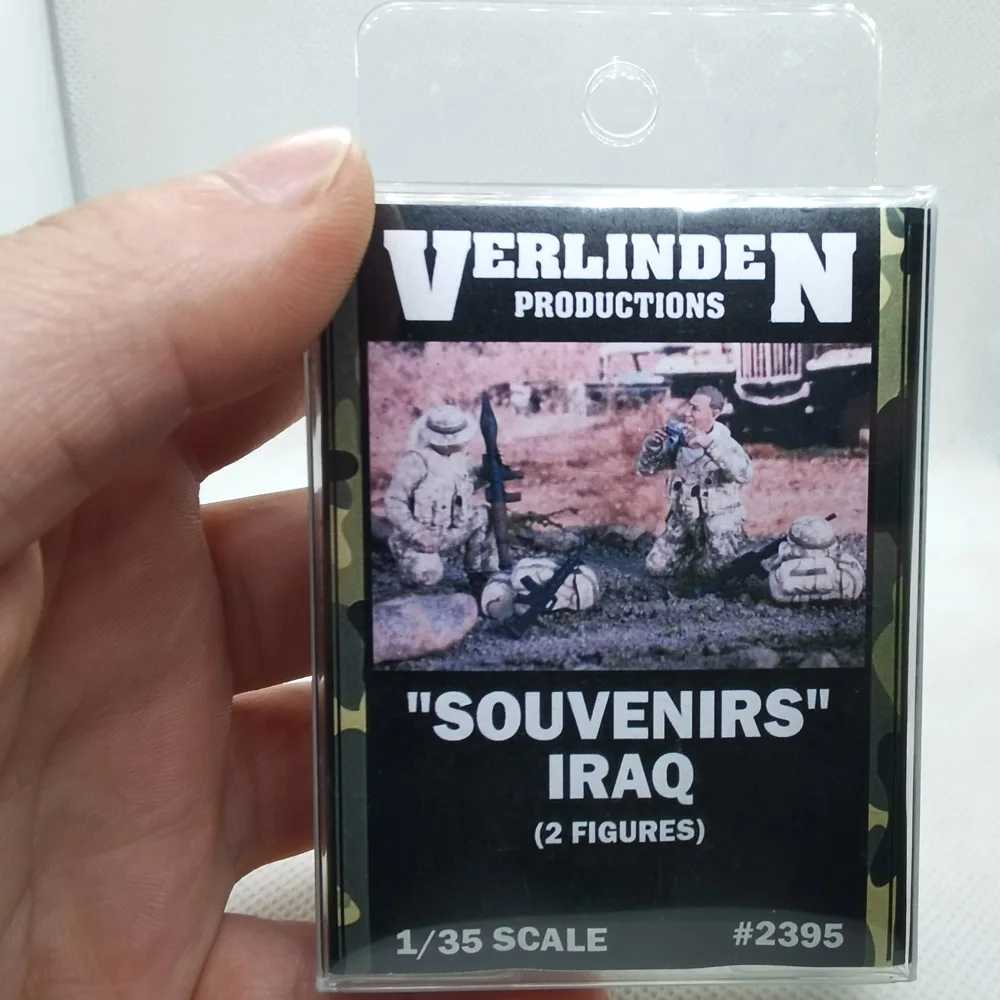 VERLINDEN
PRODUCTIONS
"SOUVENIRS"
IRAQ
(2 FIGURES)
1/35 SCALE #2395